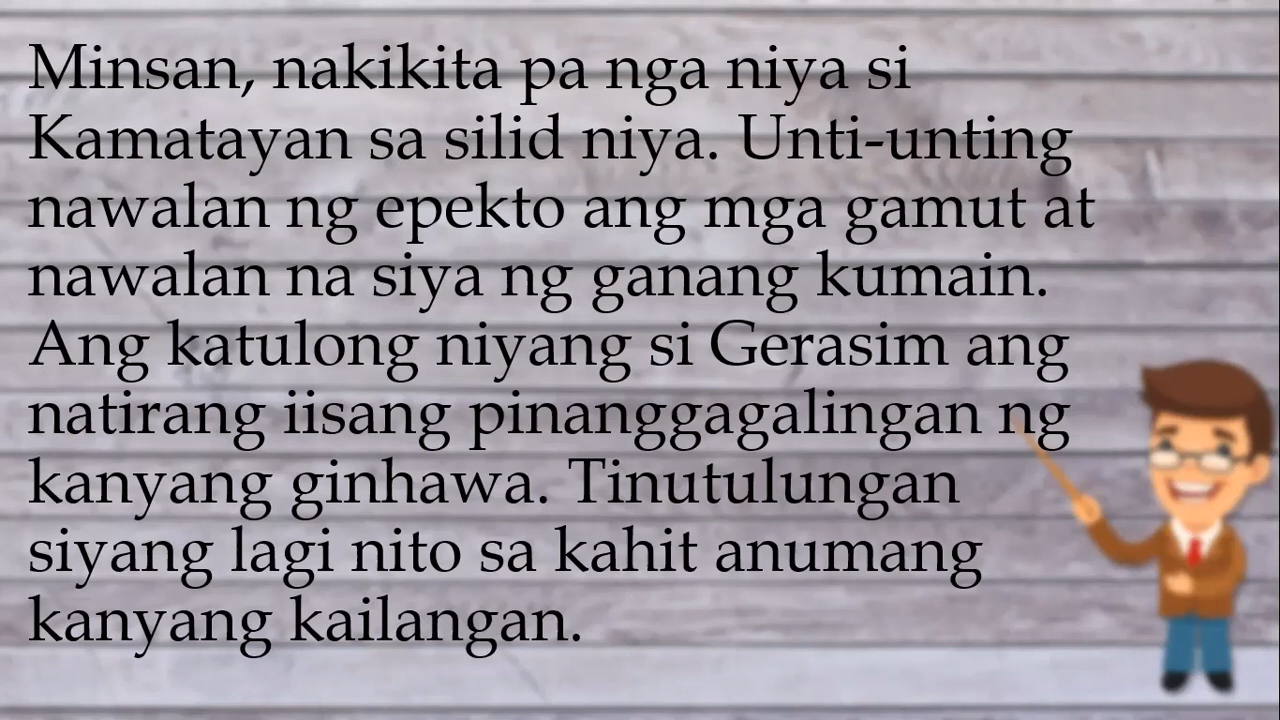 Minsan, nakikita pa nga niya si
Kamatayan sa silid niya. Unti-unting
nawalan ng epekto ang mga gamut at
nawalan na siya ng ganang kumain.
Ang katulong niyang si Gerasim ang
natirang iisang pinanggagalingan ng
kanyang ginhawa. Tinutulungan
siyang lagi nito sa kahit anumang
kanyang kailangan.